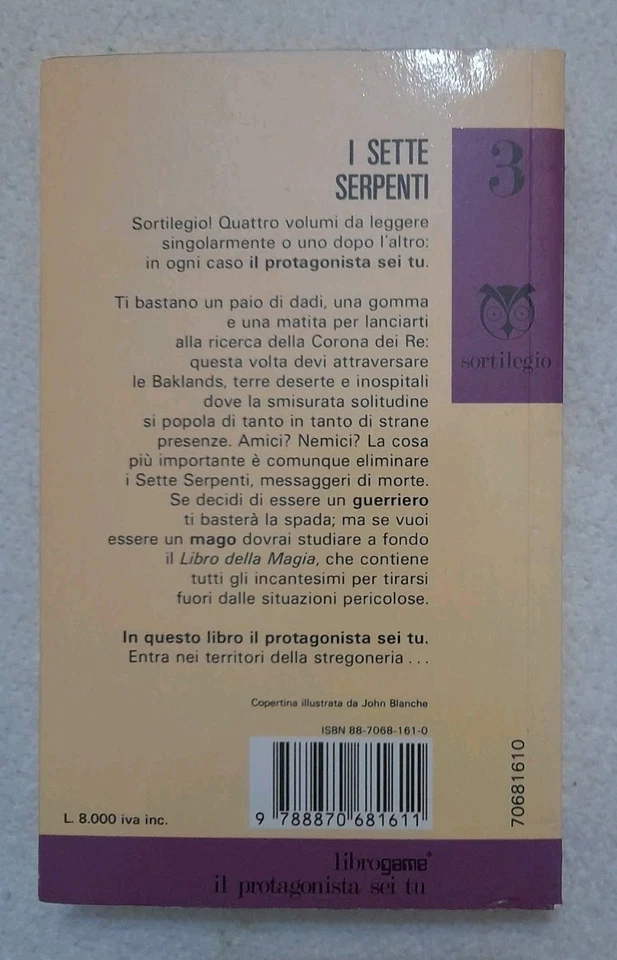 I SETTE
SERPENTI
Sortilegio! Quattro volumi da leggere
singolarmente o uno dopo l'altro:
in ogni caso il protagonista sei tu.
Ti bastano un paio di dadi, una gomma
e una matita per lanciarti
alla ricerca della Corona dei Re:
questa volta devi attraversare
le Baklands, terre deserte e inospitali
dove la smisurata solitudine
si popola di tanto in tanto di strane
presenze. Amici? Nemici? La cosa
più importante è comunque eliminare
i Sette Serpenti, messaggeri di morte.
Se decidi di essere un guerriero
ti basterà la spada; ma se vuoi
essere un mago dovrai studiare a fondo
il Libro della Magia, che contiene
tutti gli incantesimi per tirarsi
fuori dalle situazioni pericolose.
In questo libro il protagonista sei tu.
Entra nei territori della stregoneria ...
Copertina illustrata da John Blanche
ISBN 88-7068-161-0
9 788870 681611
L. 8.000 iva inc.
70681610
3
sortilegio
librogame®
il protagonista sei tu